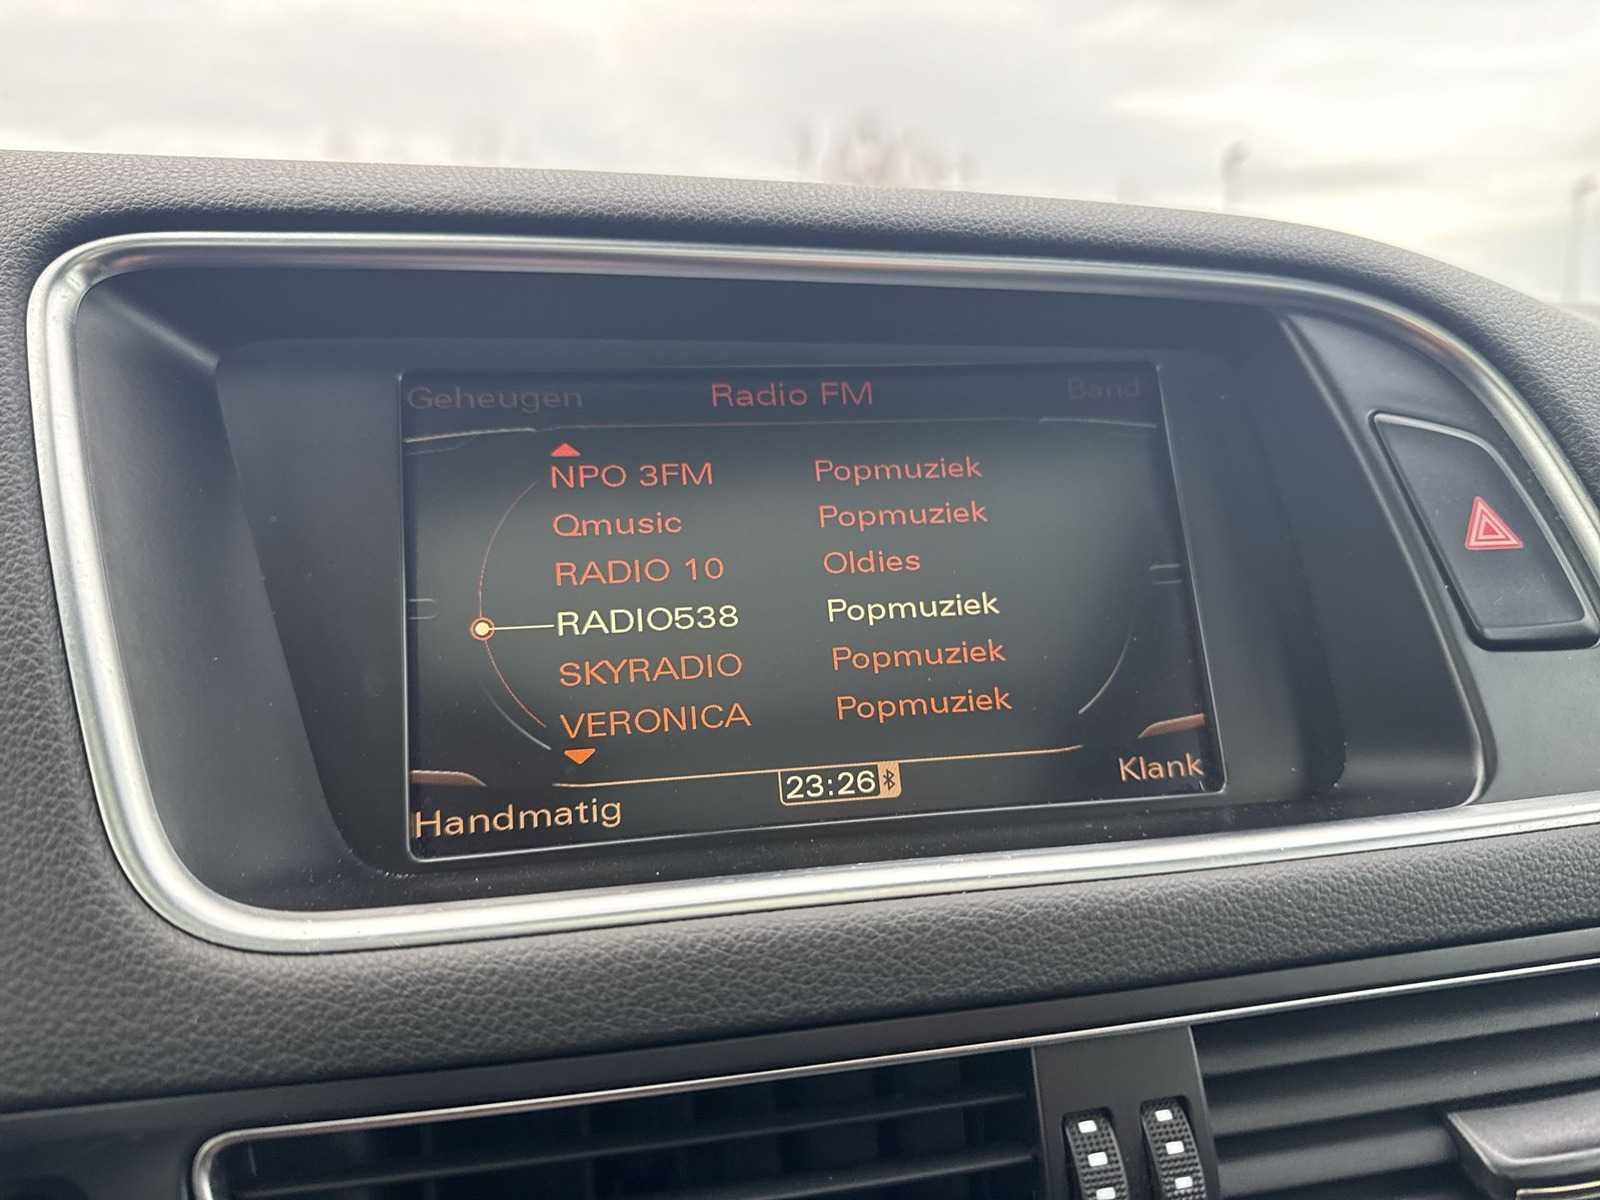 Geheugen Radio FM Band
NPO 3FM Popmuziek
Qmusic Popmuziek
RADIO 10 Oldies
RADIO538 Popmuziek
SKYRADIO Popmuziek
VERONICA Popmuziek
Handmatig 23:26 Klank